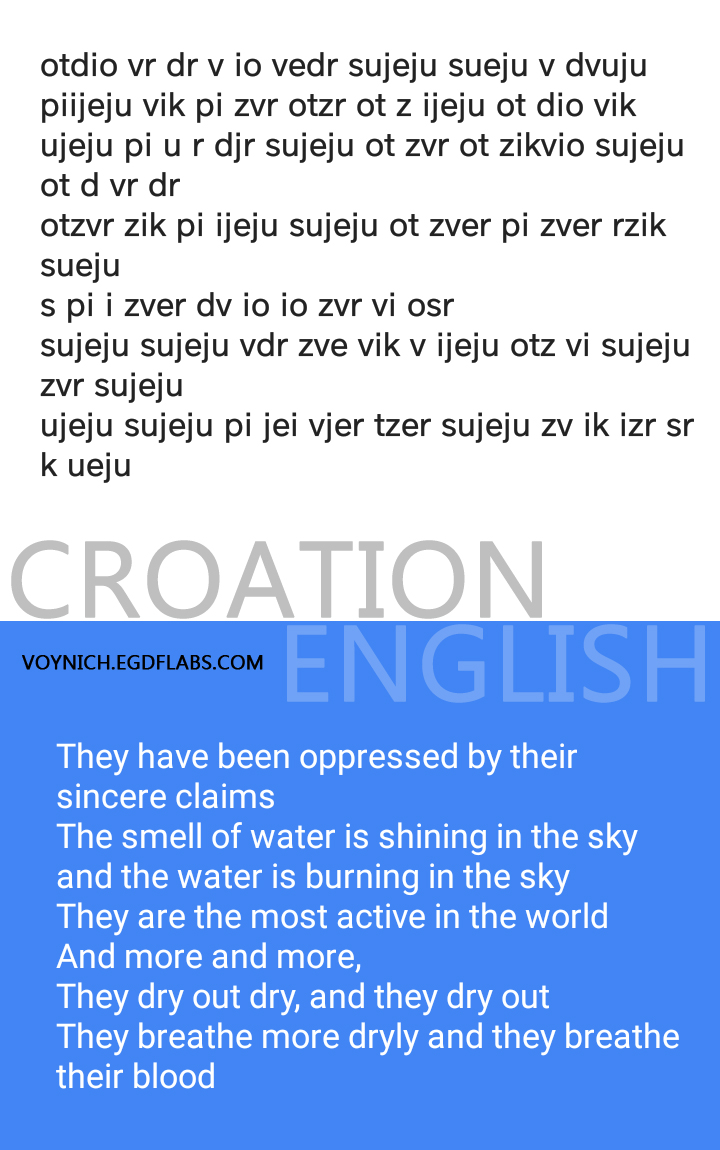 otdio vr dr v io vedr sujeju sueju v dvuju
piijeju vik pi zvr otzr ot z ijeju ot dio vik
ujeju pi u r djr sujeju ot zvr ot zikvio sujeju
ot d vr dr
otzvr zik pi ijeju sujeju ot zver pi zver rzik
sueju
s pi i zver dv io io zvr vi osr
sujeju sujeju vdr zve vik v ijeju otz vi sujeju
zvr sujeju
ujeju sujeju pi jei vjer tzer sujeju zv ik izr sr
k ueju
CROATION
ENGLISH
VOYNICH.EGDFLABS.COM
They have been oppressed by their
sincere claims
The smell of water is shining in the sky
and the water is burning in the sky
They are the most active in the world
And more and more,
They dry out dry, and they dry out
They breathe more dryly and they breathe
their blood